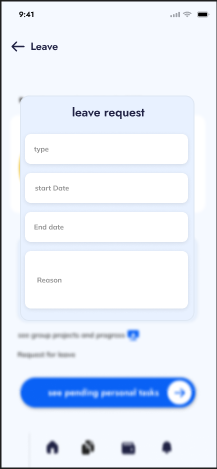 9:41
Leave
leave request
type
start Date
End date
Reason
see group projects and progress
Request for leave
see pending personal tasks